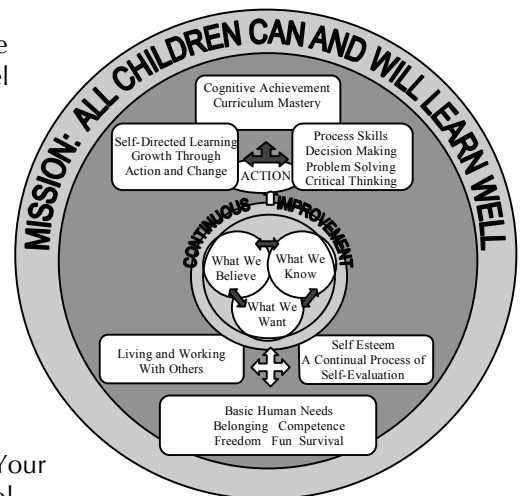 e
el
MISSION: ALL CHILDREN CAN AND WILL LEARN WELL
Cognitive Achievement
Curriculum Mastery
Self-Directed Learning
Growth Through
Action and Change
ACTION
Process Skills
Decision Making
Problem Solving
Critical Thinking
CONTINUOUS IMPROVEMENT
What We
Believe
What We
Know
What We
Want
Living and Working
With Others
Self Esteem
A Continual Process of
Self-Evaluation
Basic Human Needs
Belonging Competence
Freedom Fun Survival
Your